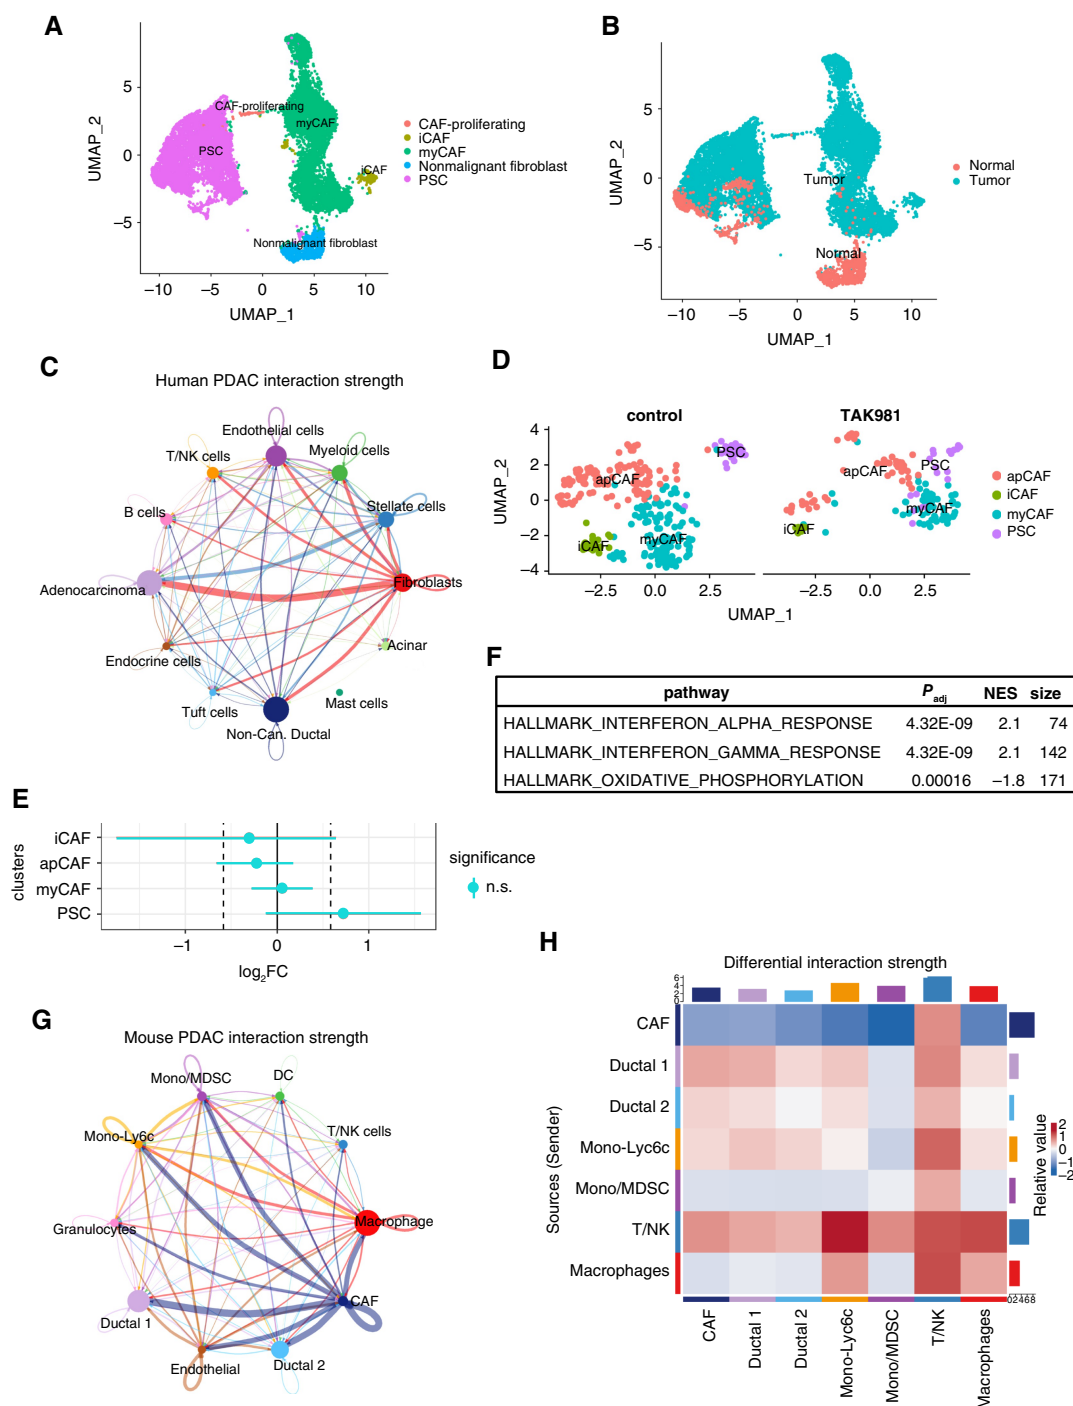 A
UMAP_2
5
0
−5
−10
−5
0
5
10
UMAP_1
CAF-proliferating
myCAF
PSC
iCAF
Nonmalignant fibroblast
CAF-proliferating
iCAF
myCAF
Nonmalignant fibroblast
PSC
B
UMAP_2
5
0
−5
−10
−5
0
5
10
UMAP_1
Tumor
Normal
Normal
Tumor
C
Human PDAC interaction strength
Endothelial cells
Myeloid cells
T/NK cells
Stellate cells
B cells
Adenocarcinoma
Fibroblasts
Endocrine cells
Acinar
Tuft cells
Mast cells
Non-Can. Ductal
D
control
TAK981
UMAP_2
4
2
0
−2
−4
PSC
apCAF
iCAF
myCAF
PSC
apCAF
myCAF
iCAF
−2.5
0.0
2.5
−2.5
0.0
2.5
UMAP_1
apCAF
iCAF
myCAF
PSC
F
pathway Padj NES size
HALLMARK_INTERFERON_ALPHA_RESPONSE 4.32E-09 2.1 74
HALLMARK_INTERFERON_GAMMA_RESPONSE 4.32E-09 2.1 142
HALLMARK_OXIDATIVE_PHOSPHORYLATION 0.00016 −1.8 171
E
clusters
iCAF
apCAF
myCAF
PSC
−1
0
1
log2FC
significance
n.s.
G
Mouse PDAC interaction strength
Mono/MDSC
DC
Mono-Ly6c
T/NK cells
Granulocytes
Macrophage
Ductal 1
CAF
Endothelial
Ductal 2
H
Differential interaction strength
6
4
2
0
Sources (Sender)
CAF
Ductal 1
Ductal 2
Mono-Lyc6c
Mono/MDSC
T/NK
Macrophages
CAF
Ductal 1
Ductal 2
Mono-Lyc6c
Mono/MDSC
T/NK
Macrophages
02468
Relative value
2
1
0
−1
−2